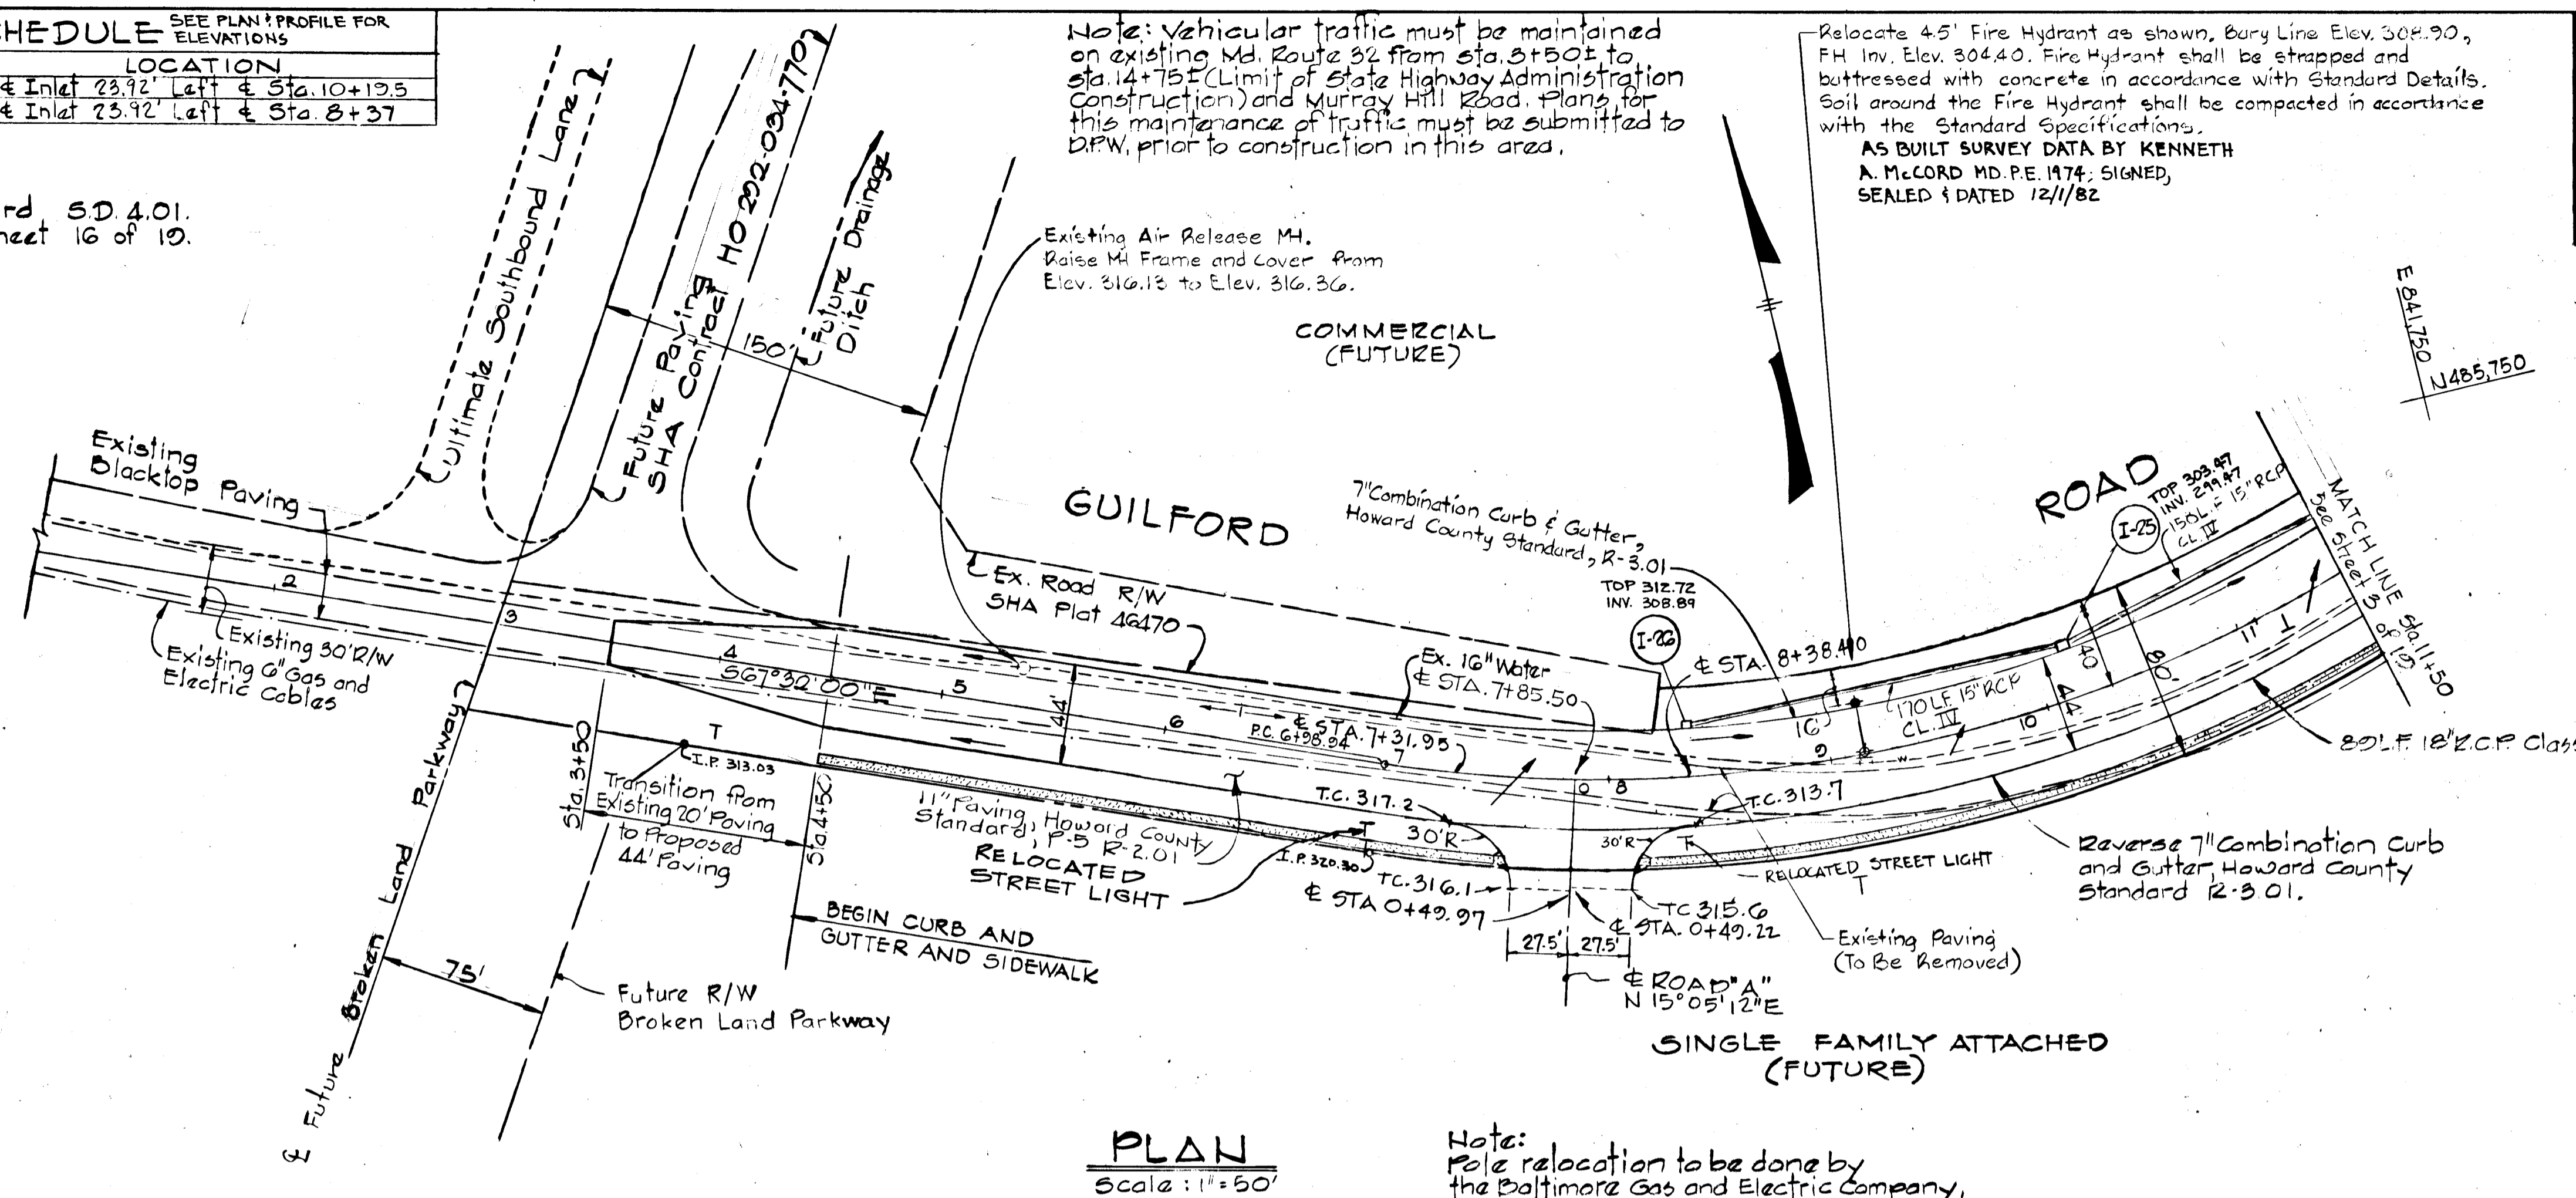 HEDULE SEE PLAN & PROFILE FOR
ELEVATIONS
LOCATION
℄ Inlet 23.92' Left ℄ Sta. 10+19.5
℄ Inlet 23.92' Left ℄ Sta. 8+37
rd S.D. 4.01.
heet 16 of 19.
Note: Vehicular traffic must be maintained
on existing Md. Route 32 from sta. 3+50± to
sta. 14+75± (Limit of State Highway Administration
Construction) and Murray Hill Road. Plans for
this maintenance of traffic must be submitted to
D.P.W. prior to construction in this area.
Relocate 4.5' Fire Hydrant as shown, Bury Line Elev. 308.90,
FH Inv. Elev. 304.40. Fire Hydrant shall be strapped and
buttressed with concrete in accordance with Standard Details.
Soil around the Fire Hydrant shall be compacted in accordance
with the Standard Specifications.
AS BUILT SURVEY DATA BY KENNETH
A. McCORD MD. P.E. 1974; SIGNED,
SEALED & DATED 12/1/82
Ultimate Southbound Lane
Future Paving
SHA Contract HO 292-034-770
Future Drainage
Ditch
150'
Existing Air Release MH.
Raise MH Frame and Cover from
Elev. 316.13 to Elev. 316.36.
COMMERCIAL
(FUTURE)
E 841,750
N 485,750
Existing
Blacktop Paving
GUILFORD
ROAD
7" Combination Curb & Gutter,
Howard County Standard, R-3.01
TOP 312.72
INV. 308.89
I-26
TOP 303.47
INV. 299.47
I-25
150 L.F. 15" RCP
CL. IV
MATCH LINE Sta. 11+50
See Sheet 3 of 19
Ex. Road R/W
SHA Plat 46470
℄ STA. 8+38.40
Ex. 16" Water
℄ STA. 7+85.50
2
3
4
5
6
7
8
9
10
11
0
S67°32'00"E
44'
T
P.C. 6+98.94
℄ STA. 7+31.95
16'
170 LF 15" RCP
CL. IV
W
40
80'
44
T
89 L.F. 18" R.C.P. Clas
Existing 30' R/W
Existing 6" Gas and
Electric Cables
T
I.P. 313.03
Sta. 3+50
Transition from
Existing 20' Paving
to Proposed
44' Paving
Sta. 4+50
11" Paving, Howard County
Standard, P-5 R-2.01
RELOCATED
STREET LIGHT
T
I.P. 320.30
T.C. 317.2
30'R
T.C. 313.7
30'R
T
RELOCATED STREET LIGHT
T
T.C. 316.1
℄ STA 0+49.97
TC 315.6
℄ STA. 0+49.22
27.5'
27.5'
℄ ROAD "A"
N 15°05'12"E
Existing Paving
(To Be Removed)
Reverse 7" Combination Curb
and Gutter, Howard County
Standard R-3.01.
BEGIN CURB AND
GUTTER AND SIDEWALK
75'
Future R/W
Broken Land Parkway
℄ Future Broken Land Parkway
SINGLE FAMILY ATTACHED
(FUTURE)
PLAN
Scale: 1"=50'
Note:
Pole relocation to be done by
the Baltimore Gas and Electric Company,